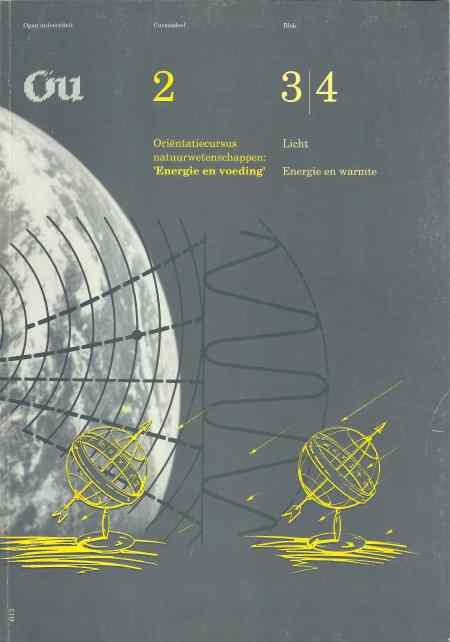 Open universiteit
Cursusdeel
Blok
Ou
2
3|4
Oriëntatiecursus
natuurwetenschappen:
'Energie en voeding'
Licht
Energie en warmte